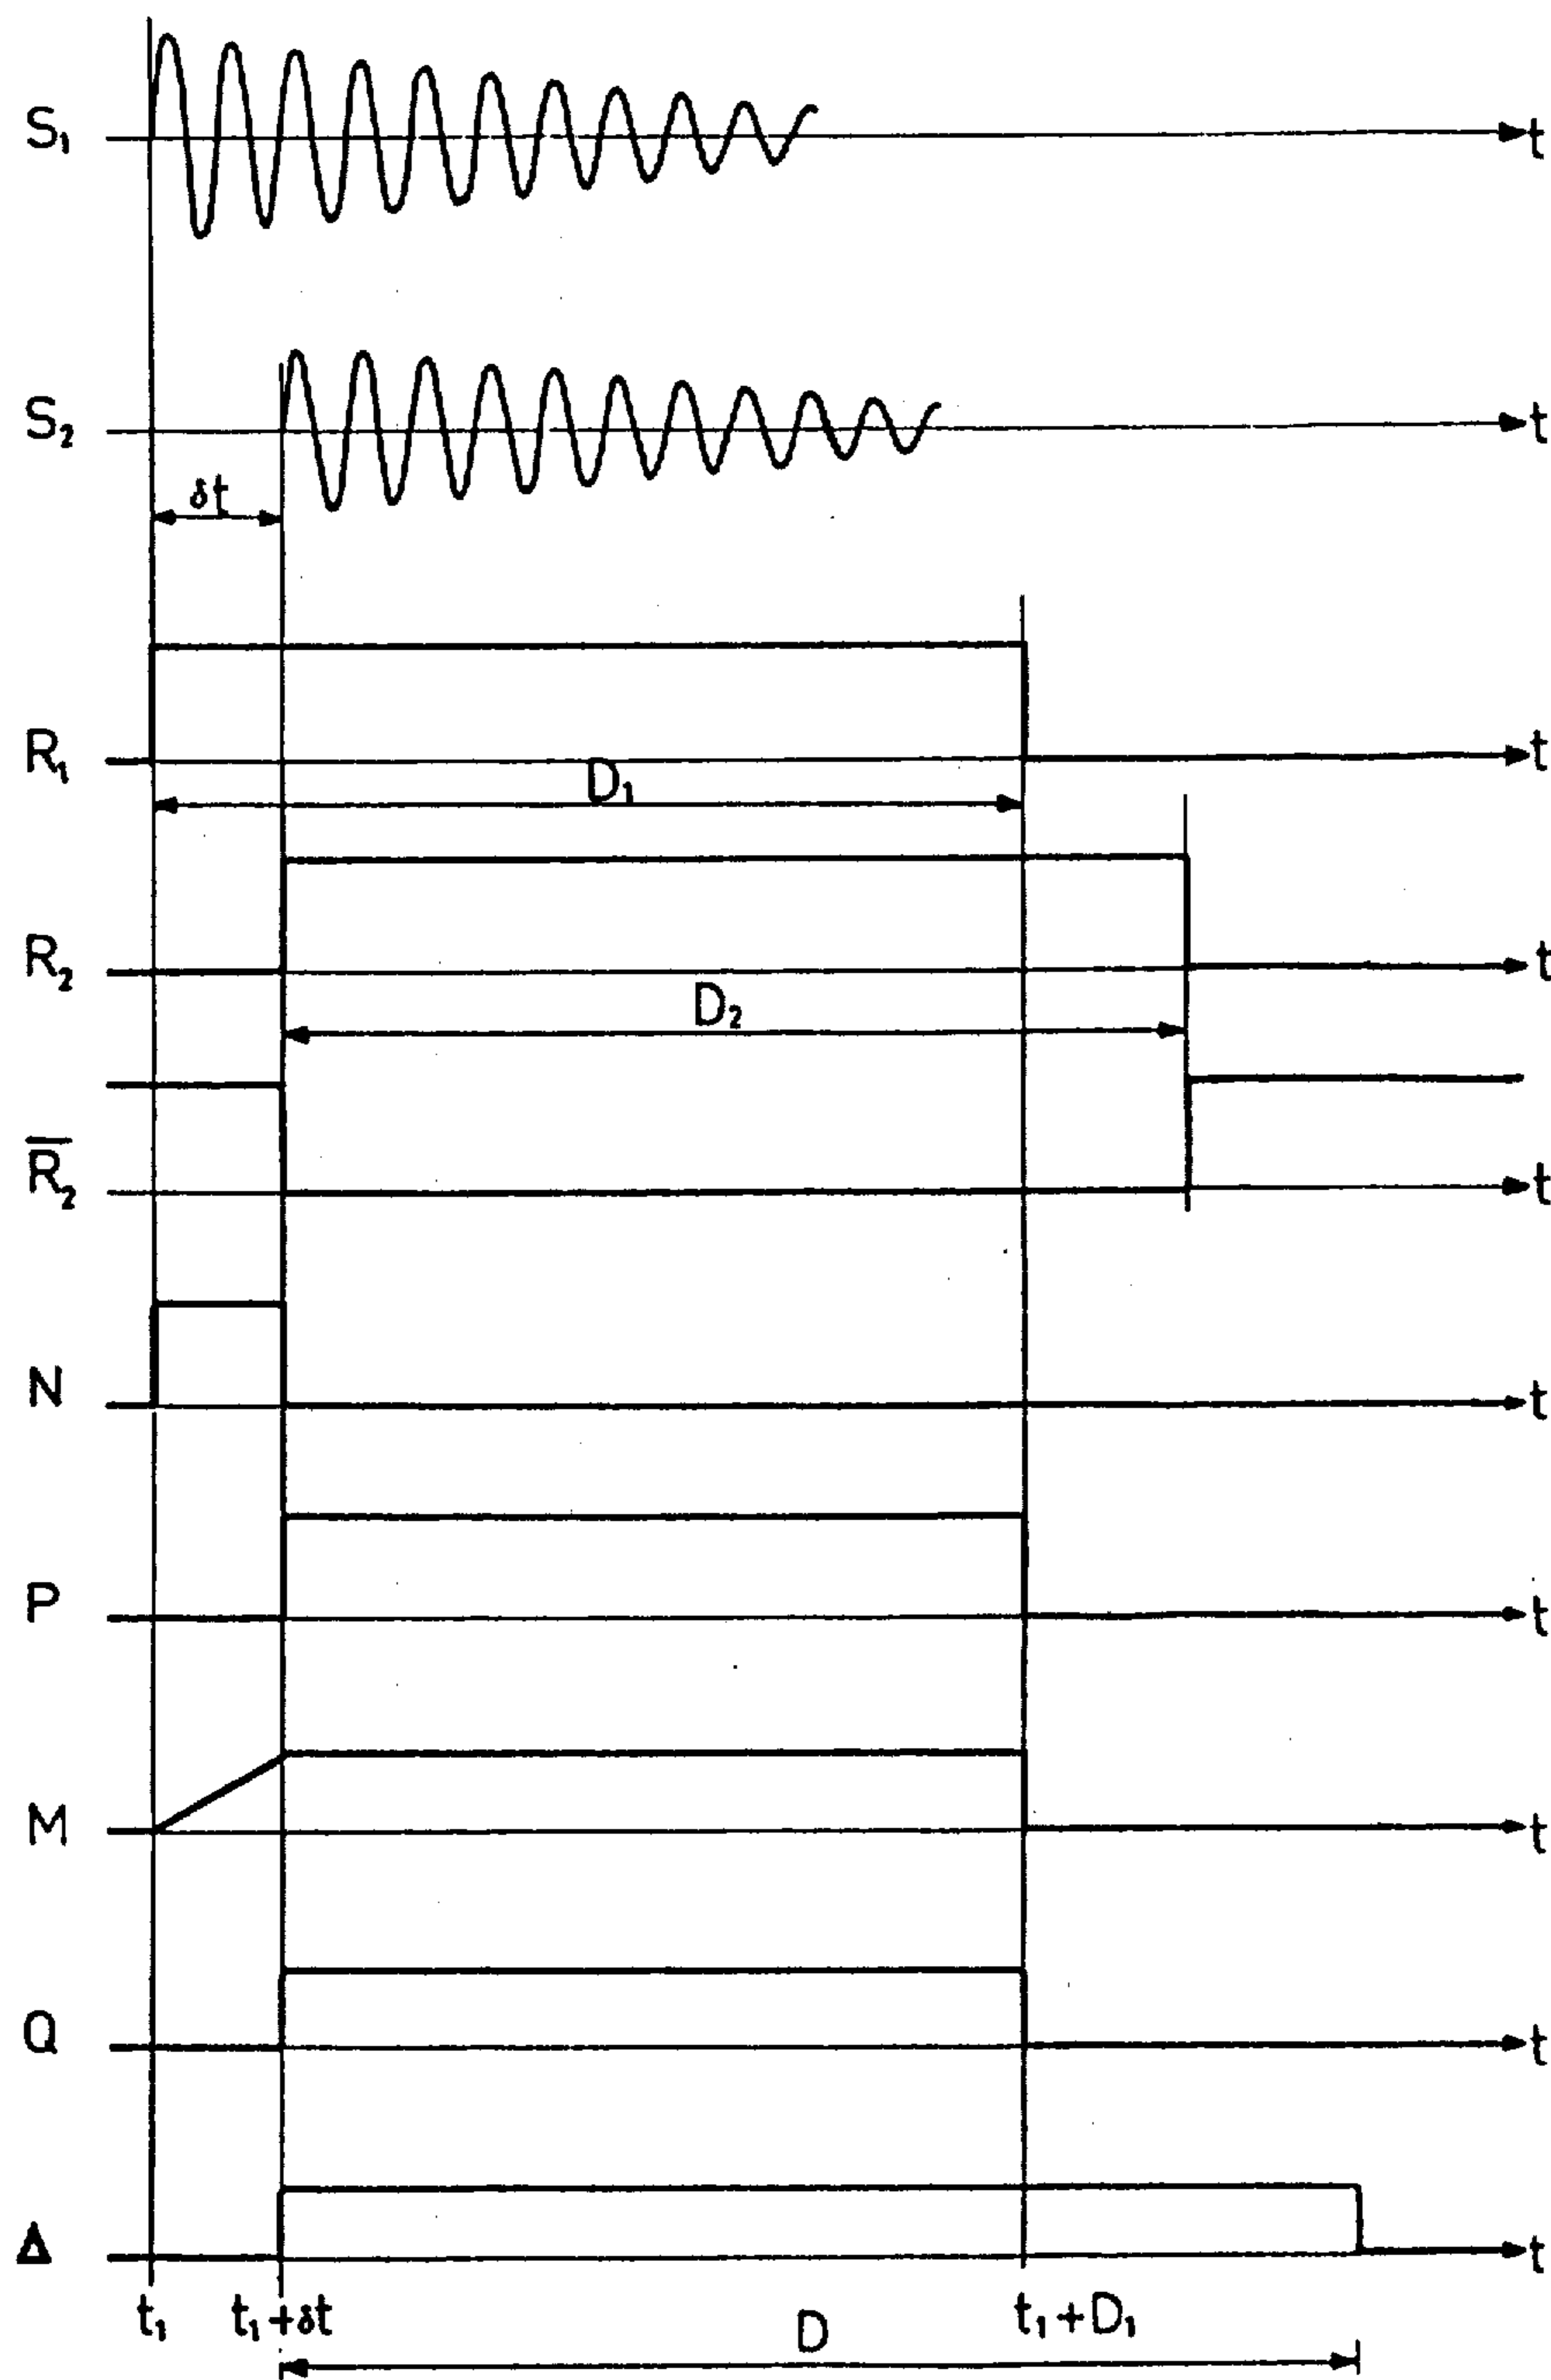 S₁ t
S₂ t
δt
R₁ t
D₁
R₂ t
D₂
R̅₂ t
N t
P t
M t
Q t
Δ t
t₁ t₁+δt t₁+D₁
D